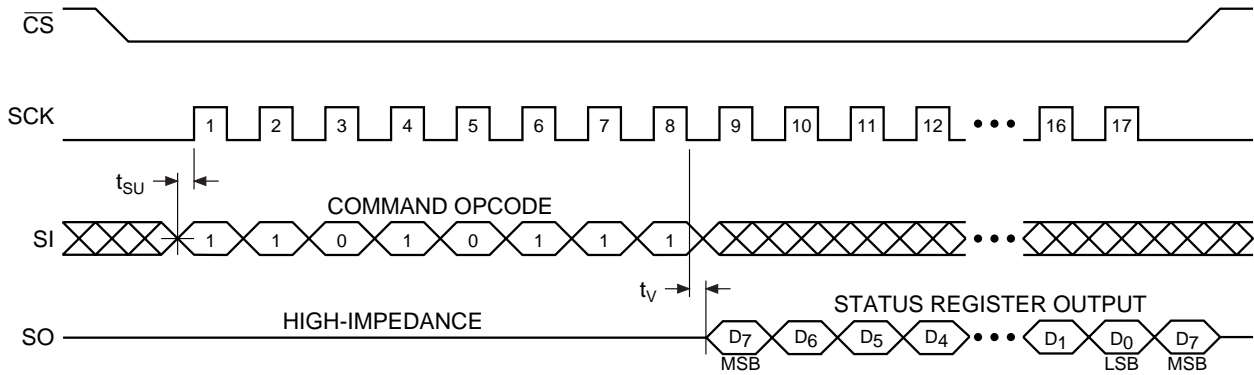 CS
SCK
1 2 3 4 5 6 7 8 9 10 11 12 ••• 16 17
tSU
COMMAND OPCODE
SI
1 1 0 1 0 1 1 1 •••
tV
HIGH-IMPEDANCE
STATUS REGISTER OUTPUT
SO
D7 D6 D5 D4 ••• D1 D0 D7
MSB LSB MSB